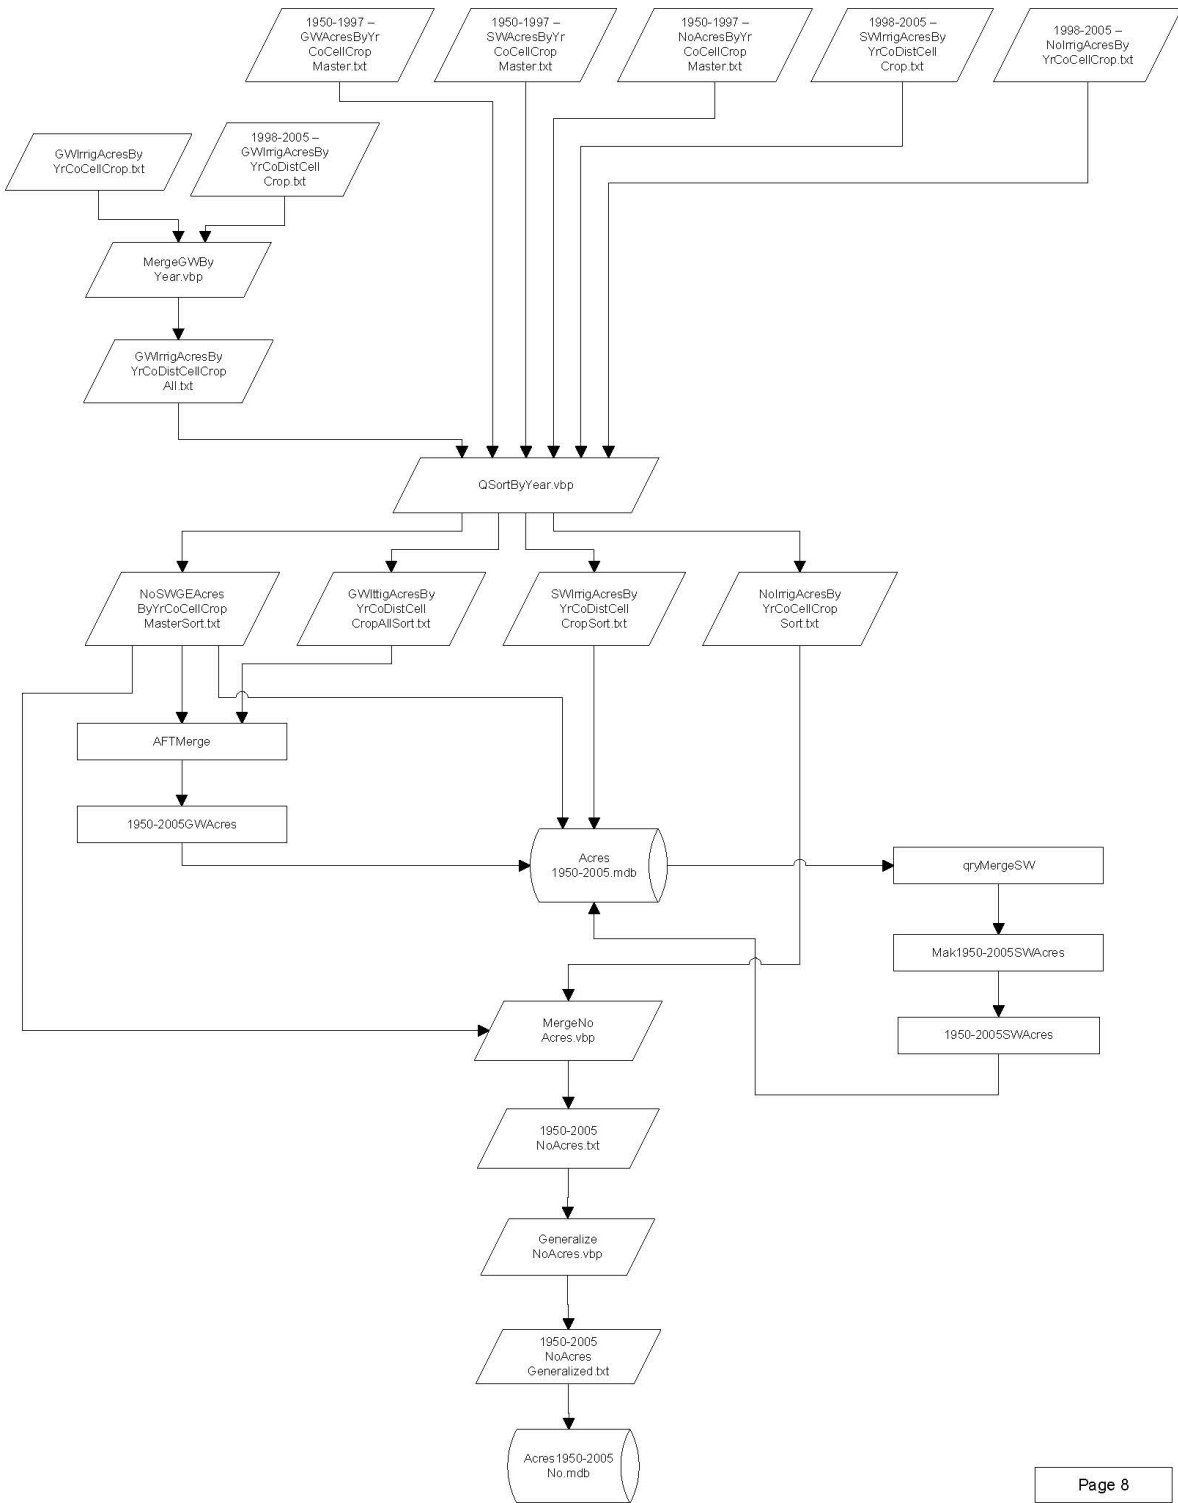 1950-1997 –
GWAcresByYr
CoCellCrop
Master.txt
1950-1997 –
SWAcresByYr
CoCellCrop
Master.txt
1950-1997 –
NoAcresByYr
CoCellCrop
Master.txt
1998-2005 –
SWIrrigAcresBy
YrCoDistCell
Crop.txt
1998-2005 –
NoIrrigAcresBy
YrCoCellCrop.txt
GWIrrigAcresBy
YrCoCellCrop.txt
1998-2005 –
GWIrrigAcresBy
YrCoDistCell
Crop.txt
MergeGWBy
Year.vbp
GWIrrigAcresBy
YrCoDistCellCrop
All.txt
QSortByYear.vbp
NoSWGEAcres
ByYrCoCellCrop
MasterSort.txt
GWIttigAcresBy
YrCoDistCell
CropAllSort.txt
SWIrrigAcresBy
YrCoDistCell
CropSort.txt
NoIrrigAcresBy
YrCoCellCrop
Sort.txt
AFTMerge
1950-2005GWAcres
Acres
1950-2005.mdb
qryMergeSW
Mak1950-2005SWAcres
1950-2005SWAcres
MergeNo
Acres.vbp
1950-2005
NoAcres.txt
Generalize
NoAcres.vbp
1950-2005
NoAcres
Generalized.txt
Acres1950-2005
No.mdb
Page 8